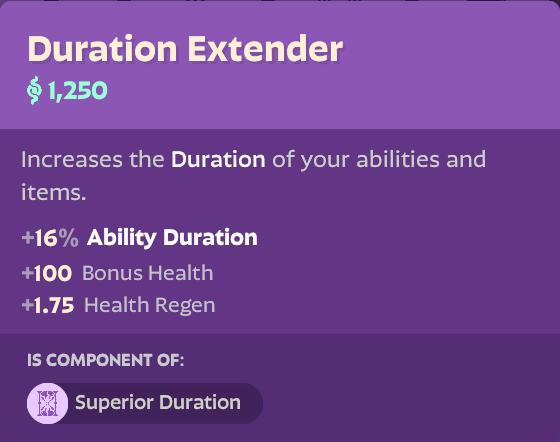 Duration Extender
1,250
Increases the Duration of your abilities and
items.
+16% Ability Duration
+100 Bonus Health
+1.75 Health Regen
IS COMPONENT OF:
Superior Duration